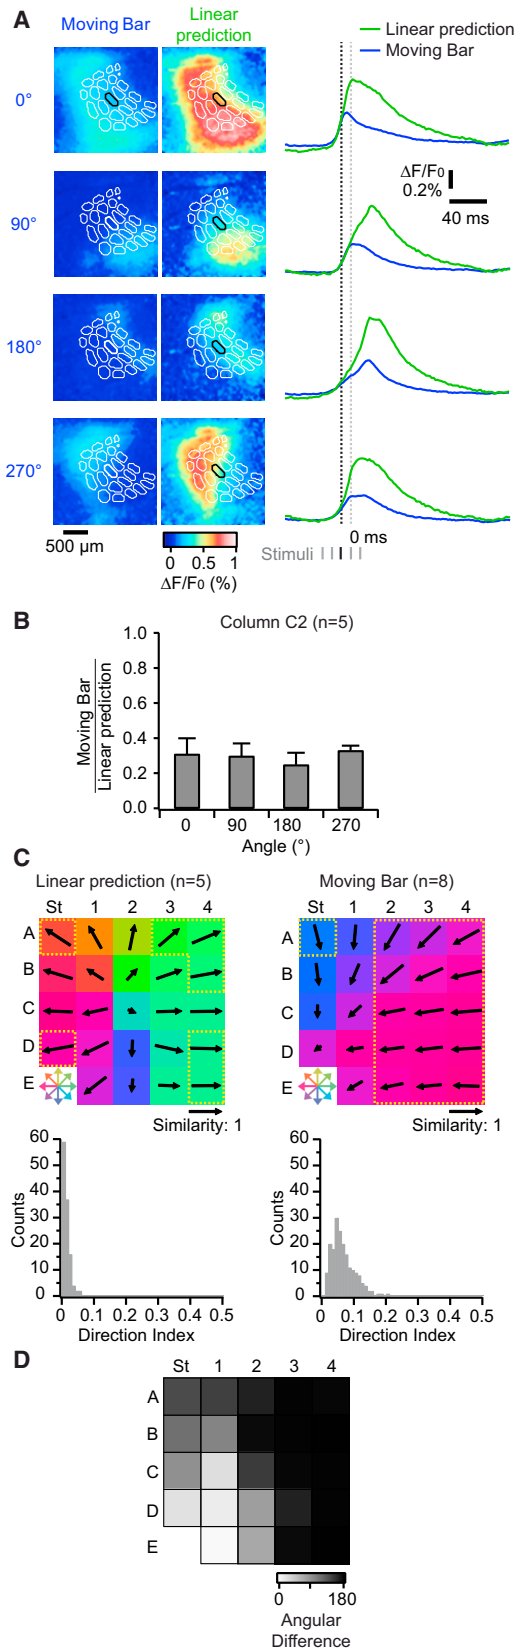 A
Moving Bar
Linear prediction
Linear prediction
Moving Bar
0°
ΔF/F0
0.2%
40 ms
90°
180°
270°
500 µm
0 0.5 1
ΔF/F0 (%)
0 ms
Stimuli
B
Column C2 (n=5)
Moving Bar
Linear prediction
1.0
0.8
0.6
0.4
0.2
0.0
0 90 180 270
Angle (°)
C
Linear prediction (n=5)
Moving Bar (n=8)
St 1 2 3 4
St 1 2 3 4
A
B
C
D
E
A
B
C
D
E
Similarity: 1
Similarity: 1
60
50
40
30
20
10
0
Counts
0 0.1 0.2 0.3 0.4 0.5
Direction Index
60
50
40
30
20
10
0
Counts
0 0.1 0.2 0.3 0.4 0.5
Direction Index
D
St 1 2 3 4
A
B
C
D
E
0 180
Angular
Difference